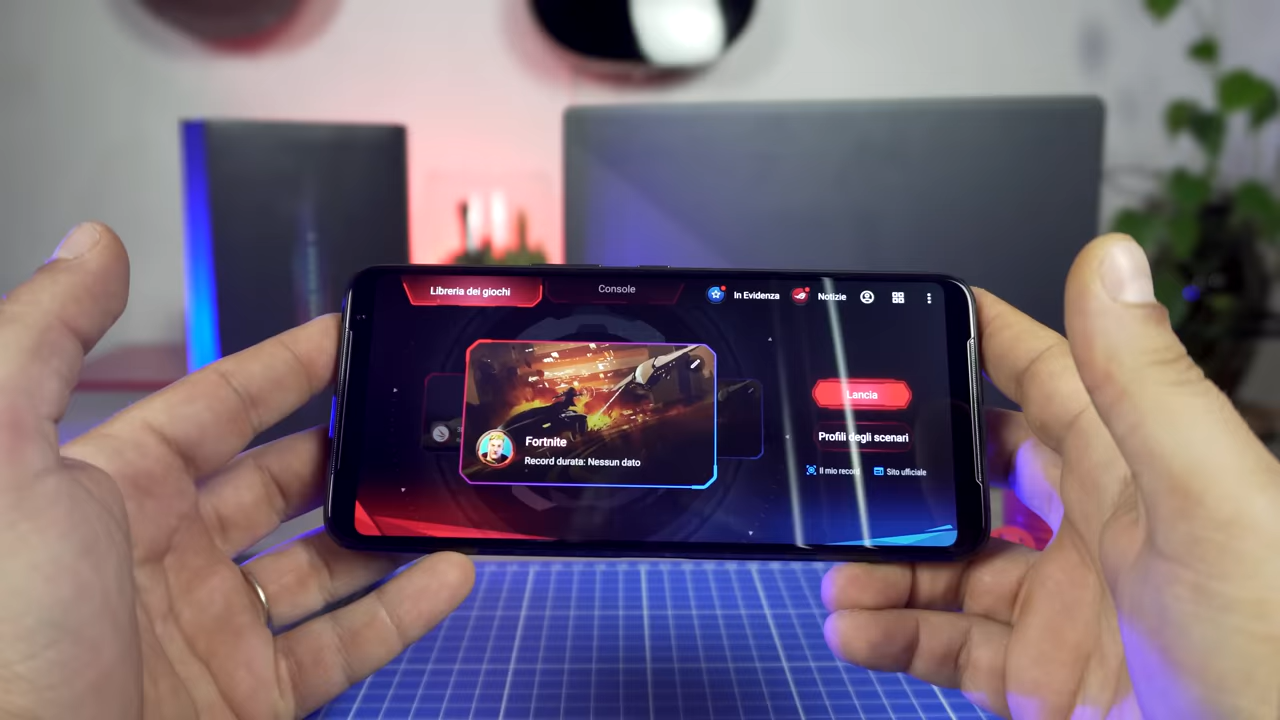 Libreria dei giochi
Console
In Evidenza
Notizie
Lancia
Fortnite
Profili degli scenari
Record durata: Nessun dato
Il mio record
Sito ufficiale